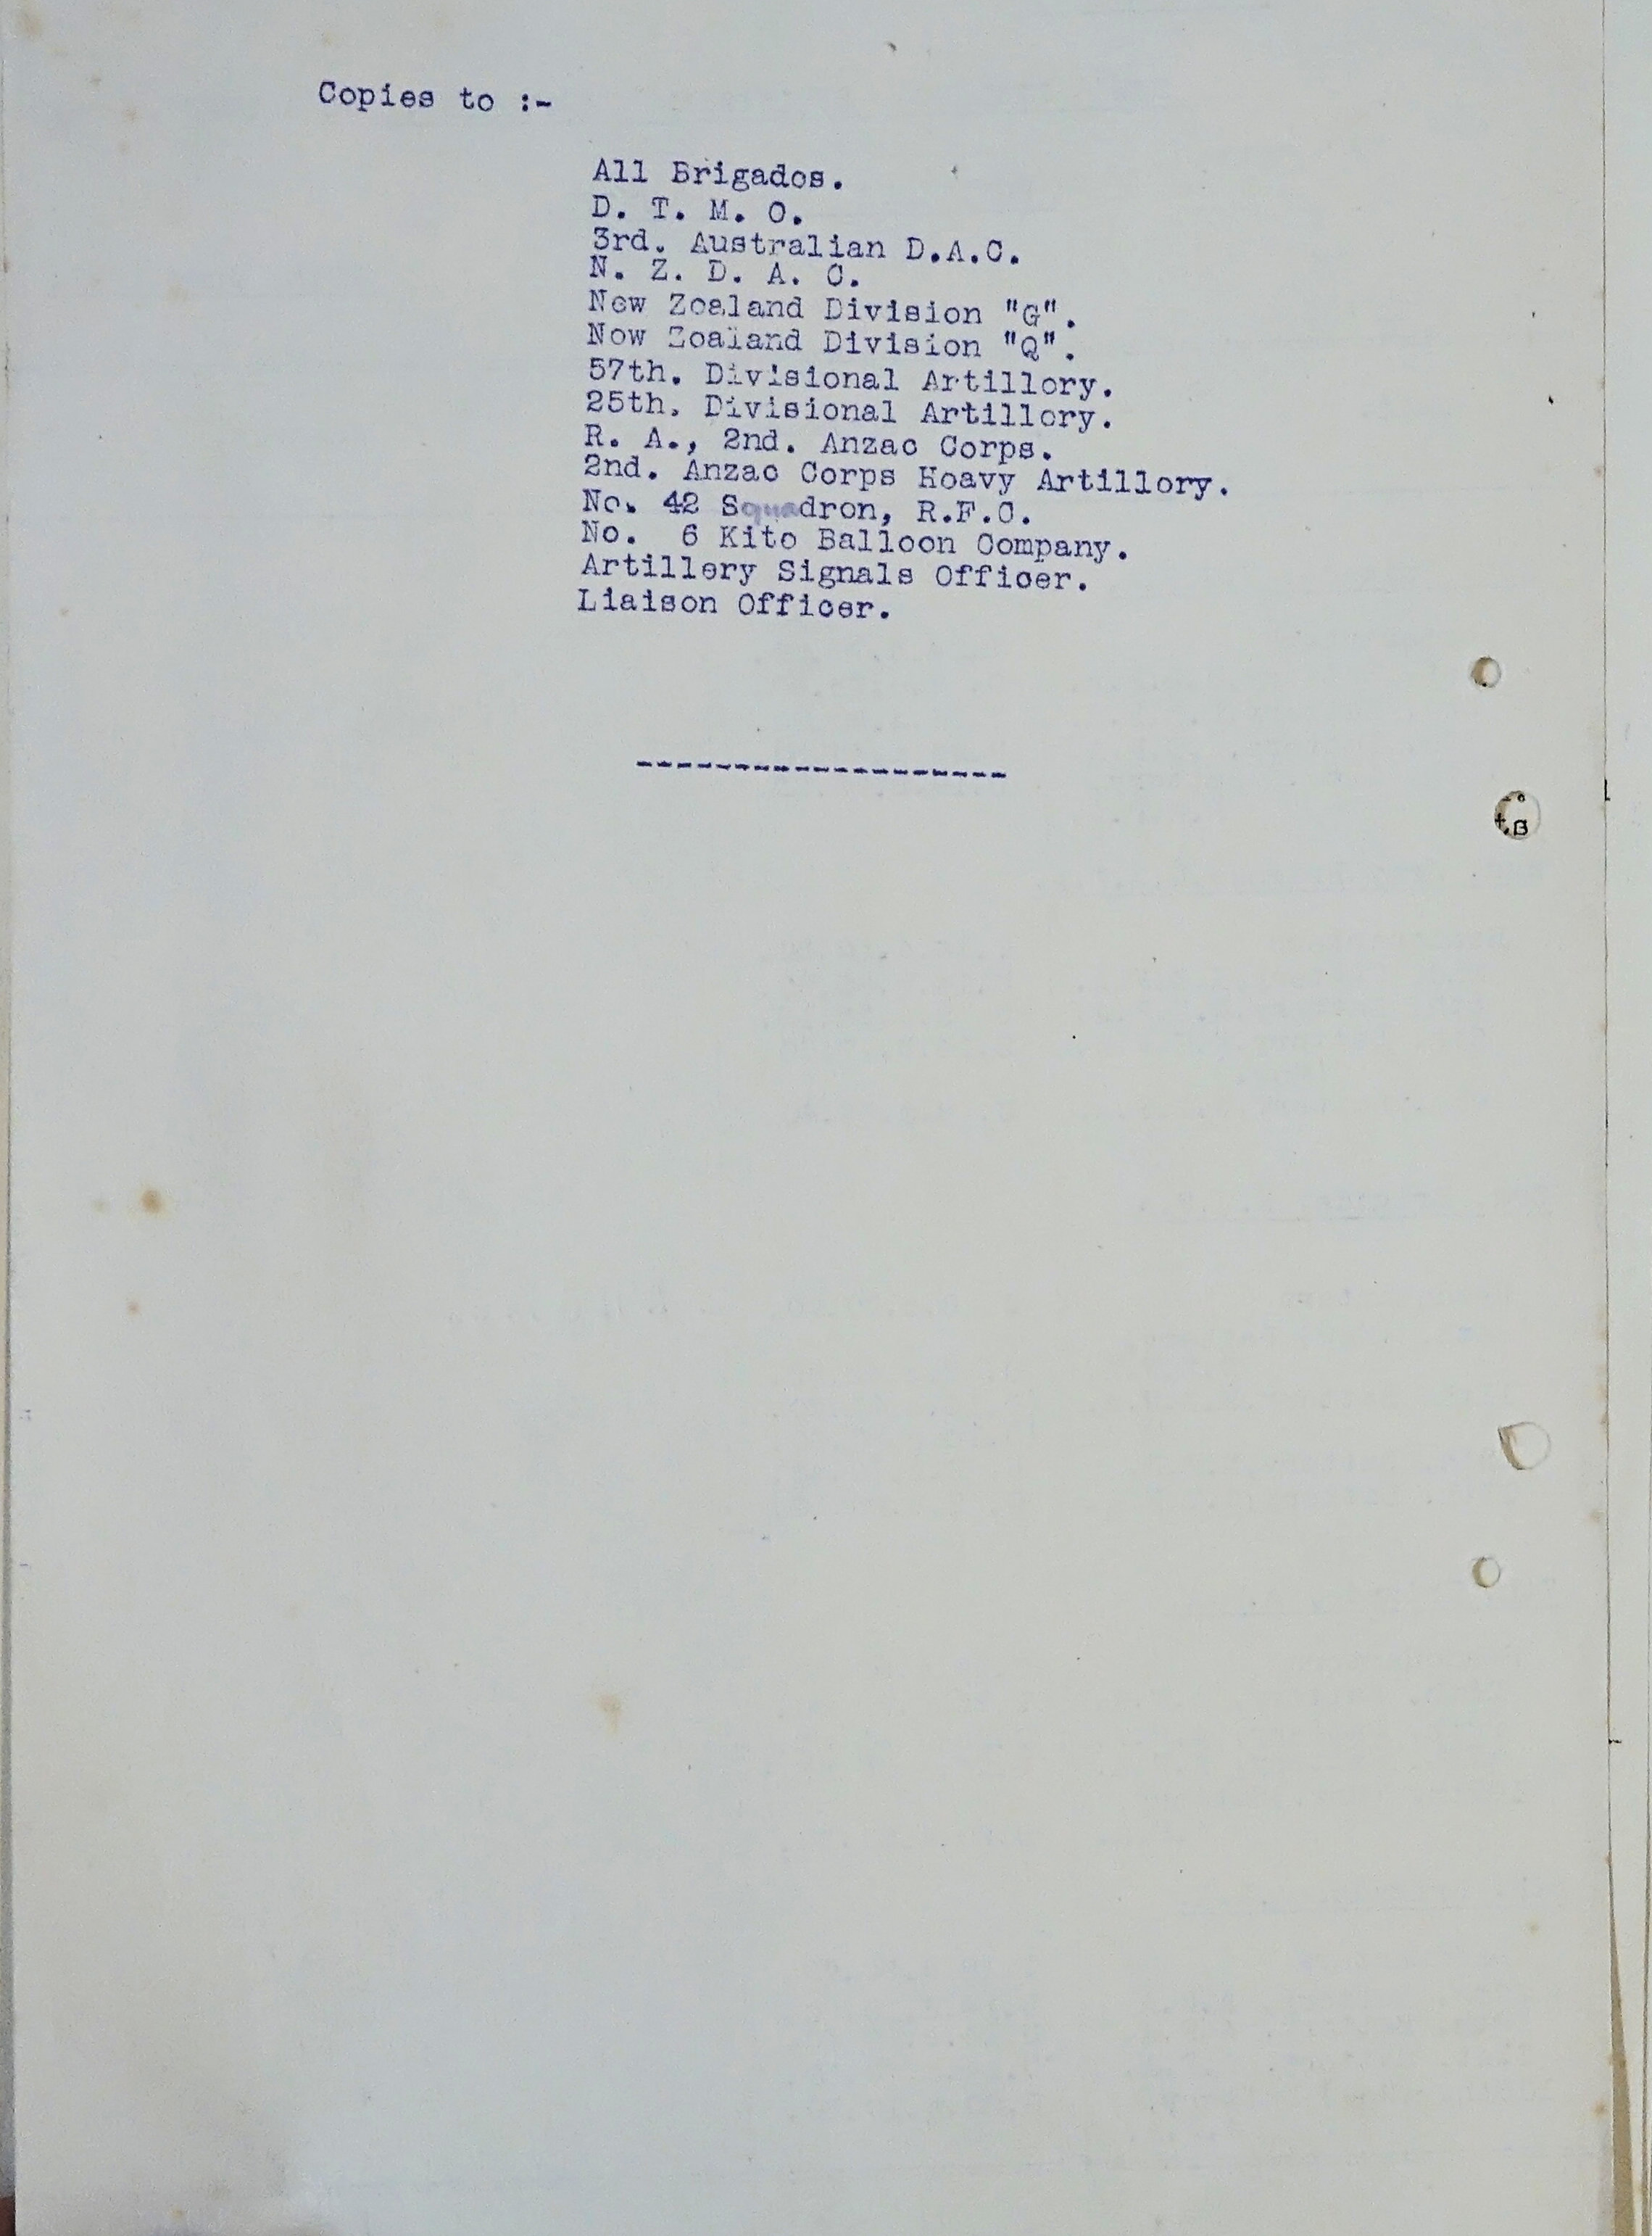 Copies to :-
All Brigades.
D. T. M. O.
3rd. Australian D.A.C.
N. Z. D. A. C.
New Zealand Division "G".
New Zealand Division "Q".
57th. Divisional Artillery.
25th. Divisional Artillery.
R. A., 2nd. Anzac Corps.
2nd. Anzac Corps Heavy Artillery.
No. 42 Squadron, R.F.C.
No. 6 Kite Balloon Company.
Artillery Signals Officer.
Liaison Officer.
-------------------
ts